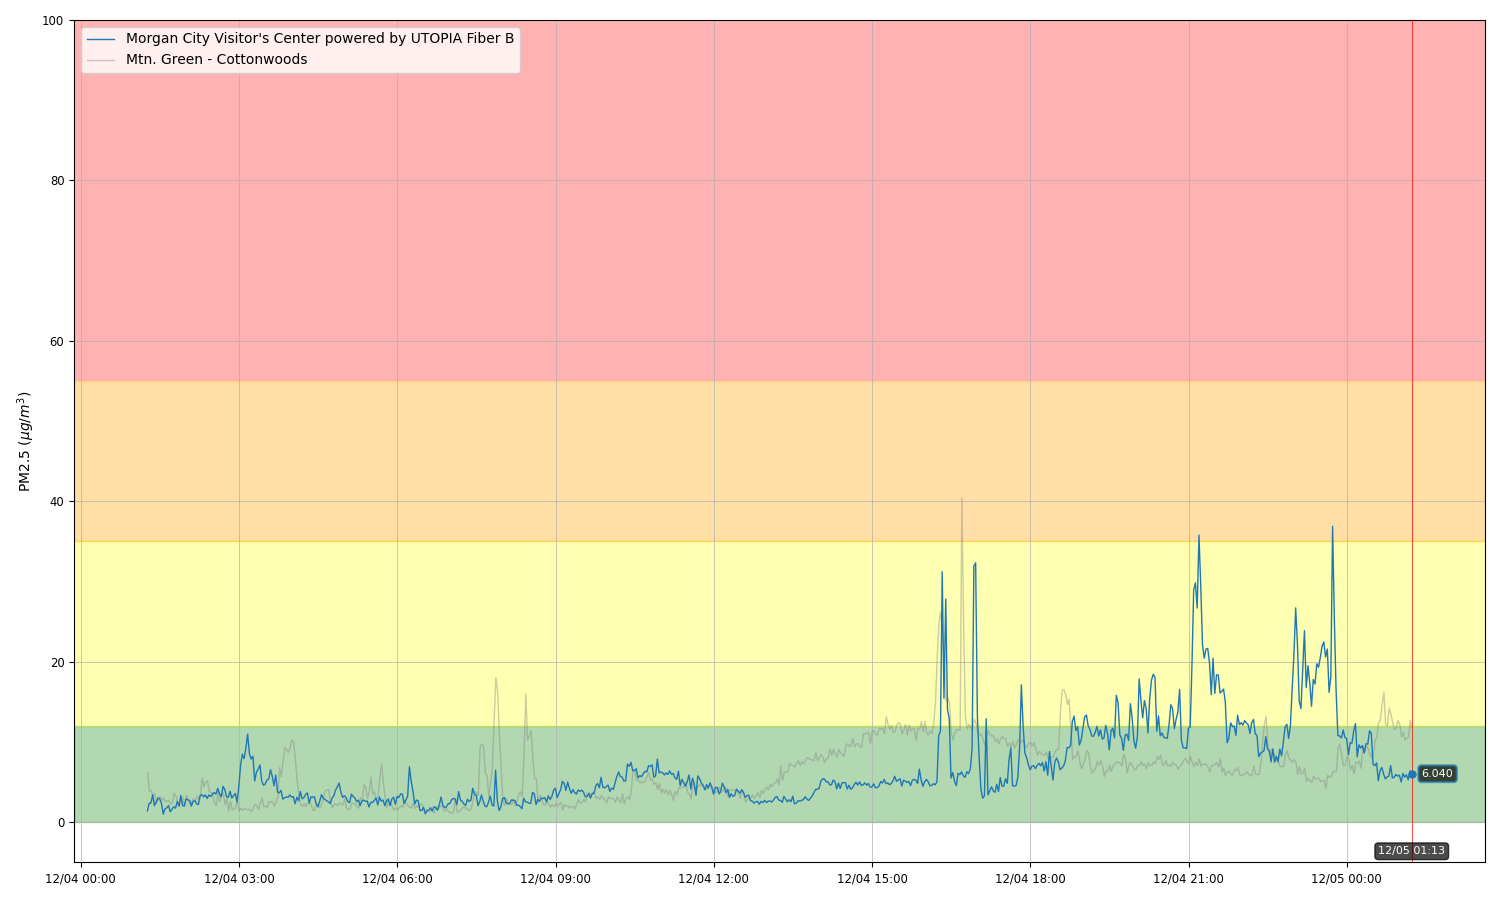 100
Morgan City Visitor's Center powered by UTOPIA Fiber B
Mtn. Green - Cottonwoods
80
60
PM2.5 (μg/m³)
40
20
6.040
0
12/05 01:13
12/04 00:00 12/04 03:00 12/04 06:00 12/04 09:00 12/04 12:00 12/04 15:00 12/04 18:00 12/04 21:00 12/05 00:00